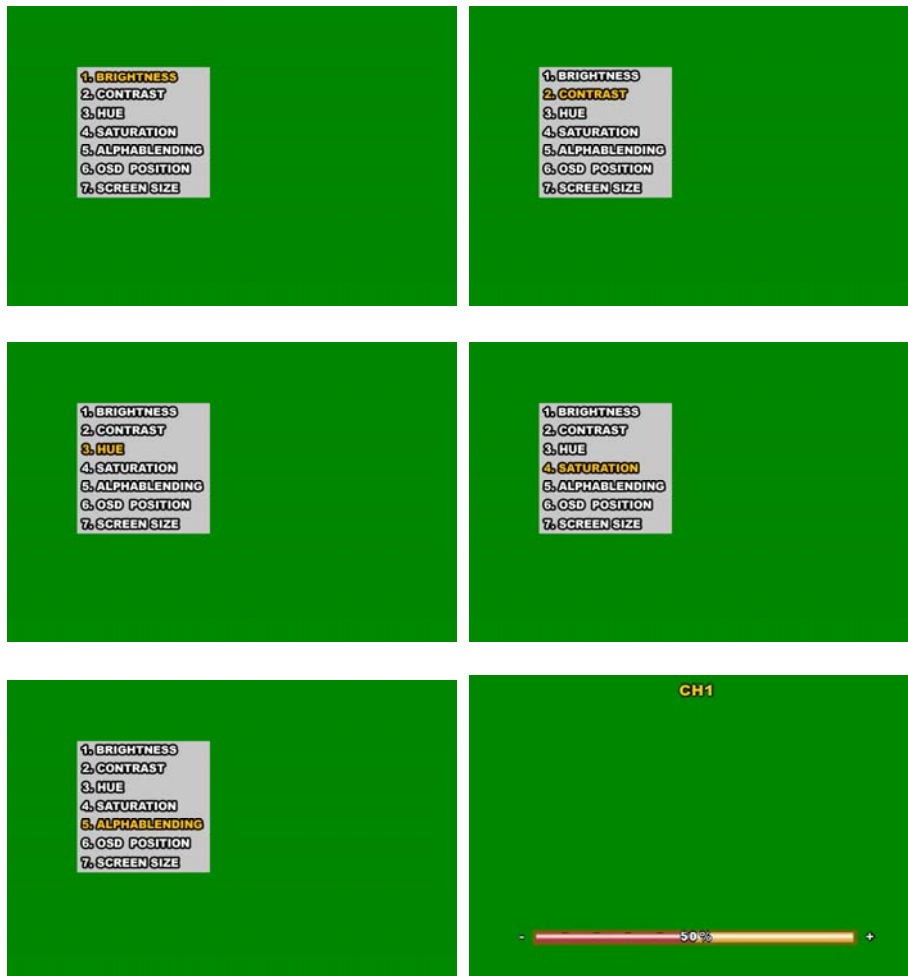 1. BRIGHTNESS
2. CONTRAST
3. HUE
4. SATURATION
5. ALPHABLENDING
6. OSD POSITION
7. SCREEN SIZE
1. BRIGHTNESS
2. CONTRAST
3. HUE
4. SATURATION
5. ALPHABLENDING
6. OSD POSITION
7. SCREEN SIZE
1. BRIGHTNESS
2. CONTRAST
3. HUE
4. SATURATION
5. ALPHABLENDING
6. OSD POSITION
7. SCREEN SIZE
1. BRIGHTNESS
2. CONTRAST
3. HUE
4. SATURATION
5. ALPHABLENDING
6. OSD POSITION
7. SCREEN SIZE
1. BRIGHTNESS
2. CONTRAST
3. HUE
4. SATURATION
5. ALPHABLENDING
6. OSD POSITION
7. SCREEN SIZE
CH1
- 50% +